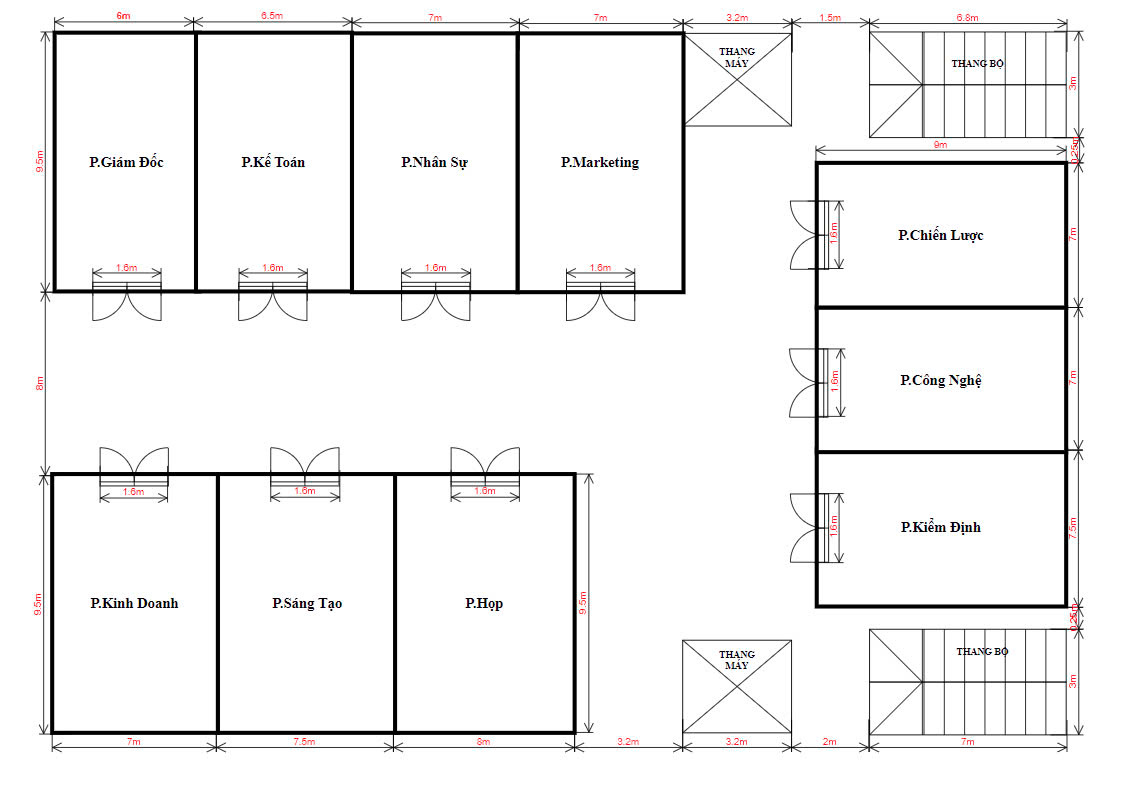 6m
6.5m
7m
7m
3.2m
1.5m
6.8m
THANG
MÁY
THANG BỘ
3m
9.5m
P.Giám Đốc
P.Kế Toán
P.Nhân Sự
P.Marketing
9m
0.25m
1.6m
1.6m
1.6m
1.6m
P.Chiến Lược
1.6m
7m
8m
P.Công Nghệ
1.6m
7m
1.6m
1.6m
1.6m
P.Kiểm Định
1.6m
7.5m
9.5m
P.Kinh Doanh
P.Sáng Tạo
P.Họp
9.5m
0.25m
THANG
MÁY
THANG BỘ
3m
7m
7.5m
8m
3.2m
3.2m
2m
7m